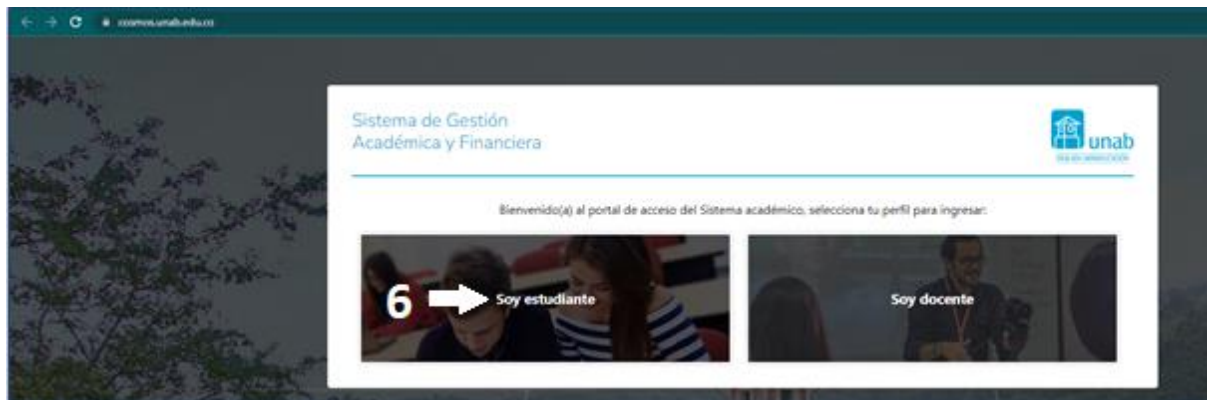 cosmos.unab.edu.co
Sistema de Gestión
Académica y Financiera
unab
Bienvenido(a) al portal de acceso del Sistema académico, selecciona tu perfil para ingresar:
6
Soy estudiante
Soy docente